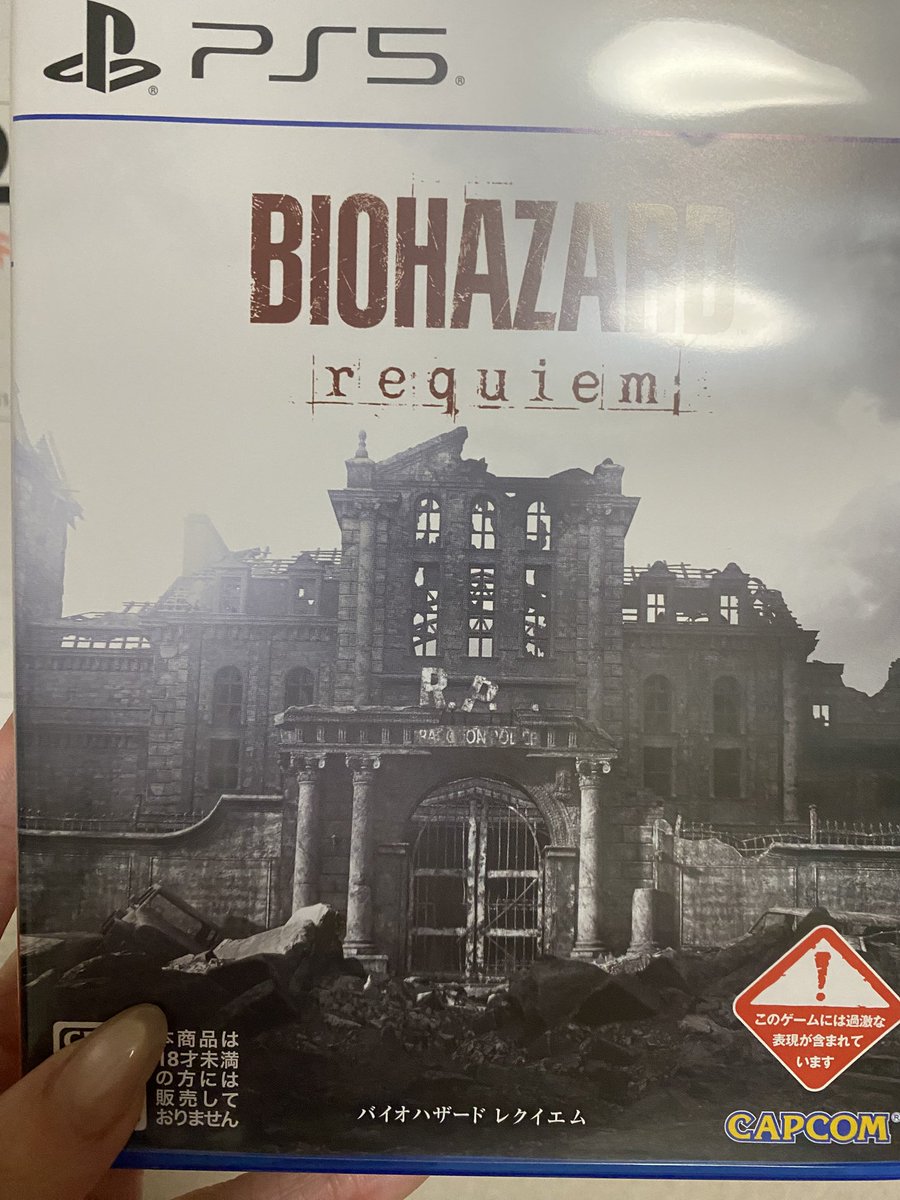 PS5
BIOHAZARD
requiem
R.P.
RACCOON POLICE
このゲームには過激な
表現が含まれて
います
本商品は
18才未満
の方には
販売して
おりません
バイオハザード レクイエム
CAPCOM